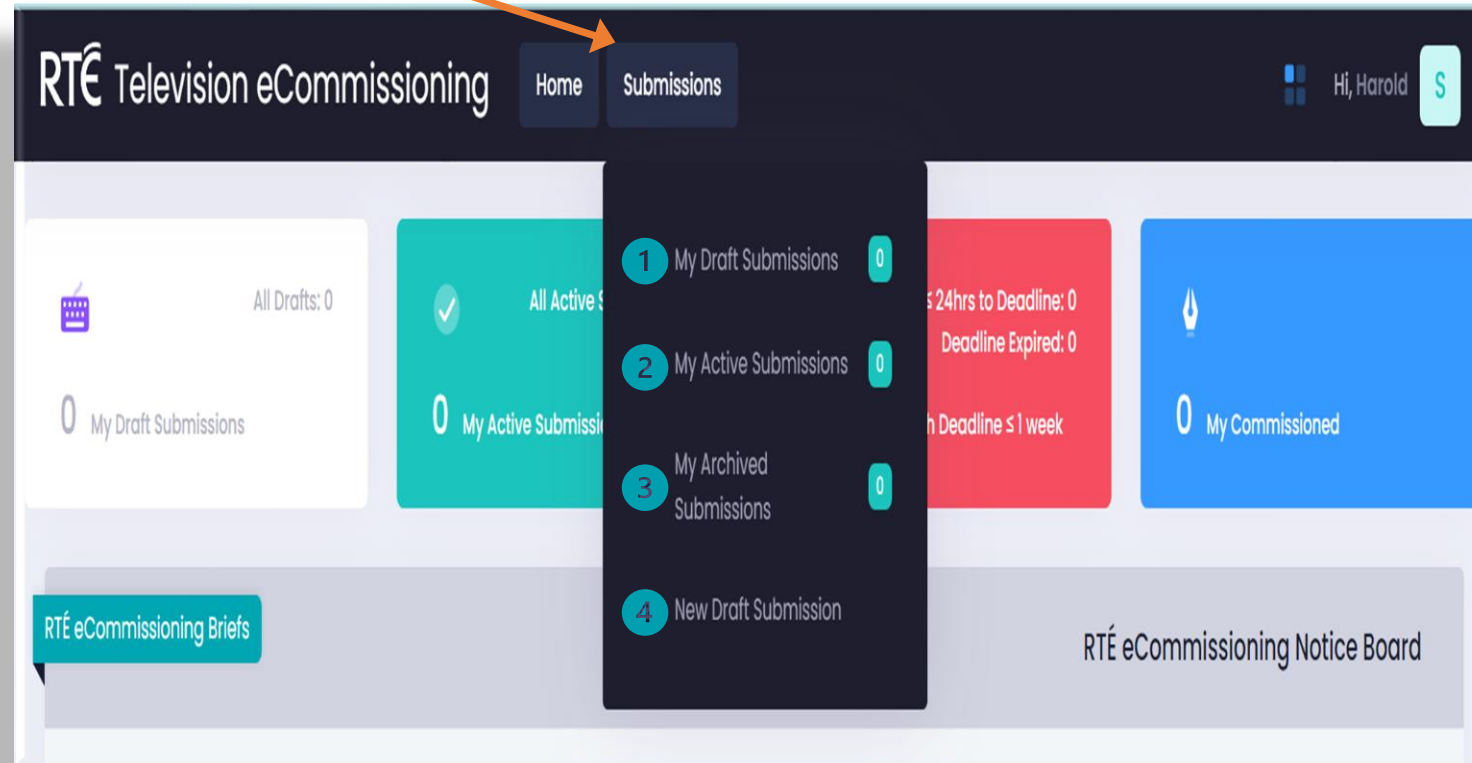 RTÉ Television eCommissioning
Home
Submissions
Hi, Harold
S
1 My Draft Submissions 0
2 My Active Submissions 0
3 My Archived
Submissions 0
4 New Draft Submission
All Drafts: 0
0 My Draft Submissions
All Active
0 My Active
≤ 24hrs to Deadline: 0
Deadline Expired: 0
Deadline ≤ 1 week
0 My Commissioned
RTÉ eCommissioning Briefs
RTÉ eCommissioning Notice Board